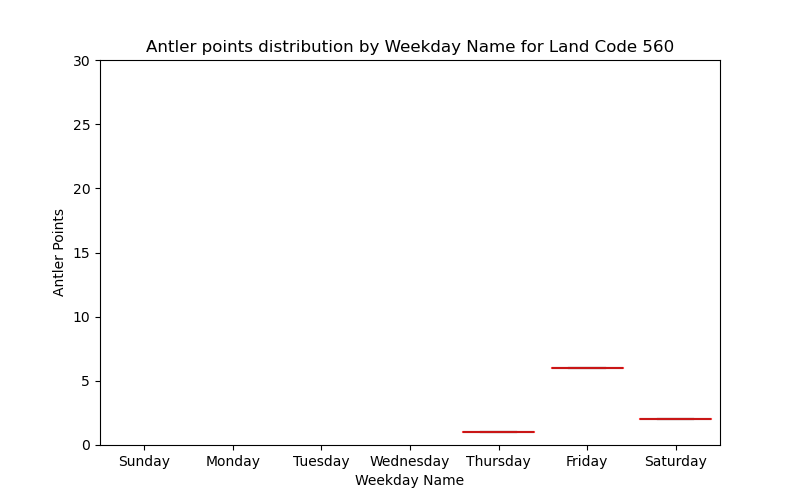 Antler points distribution by Weekday Name for Land Code 560
30
25
20
15
10
5
0
Antler Points
Sunday Monday Tuesday Wednesday Thursday Friday Saturday
Weekday Name